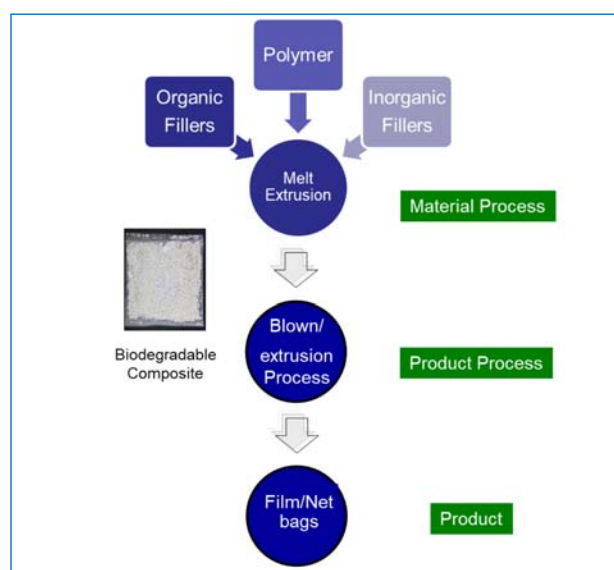 Polymer
Organic
Fillers
Inorganic
Fillers
Melt
Extrusion
Material Process
Biodegradable
Composite
Blown/
extrusion
Process
Product Process
Film/Net
bags
Product